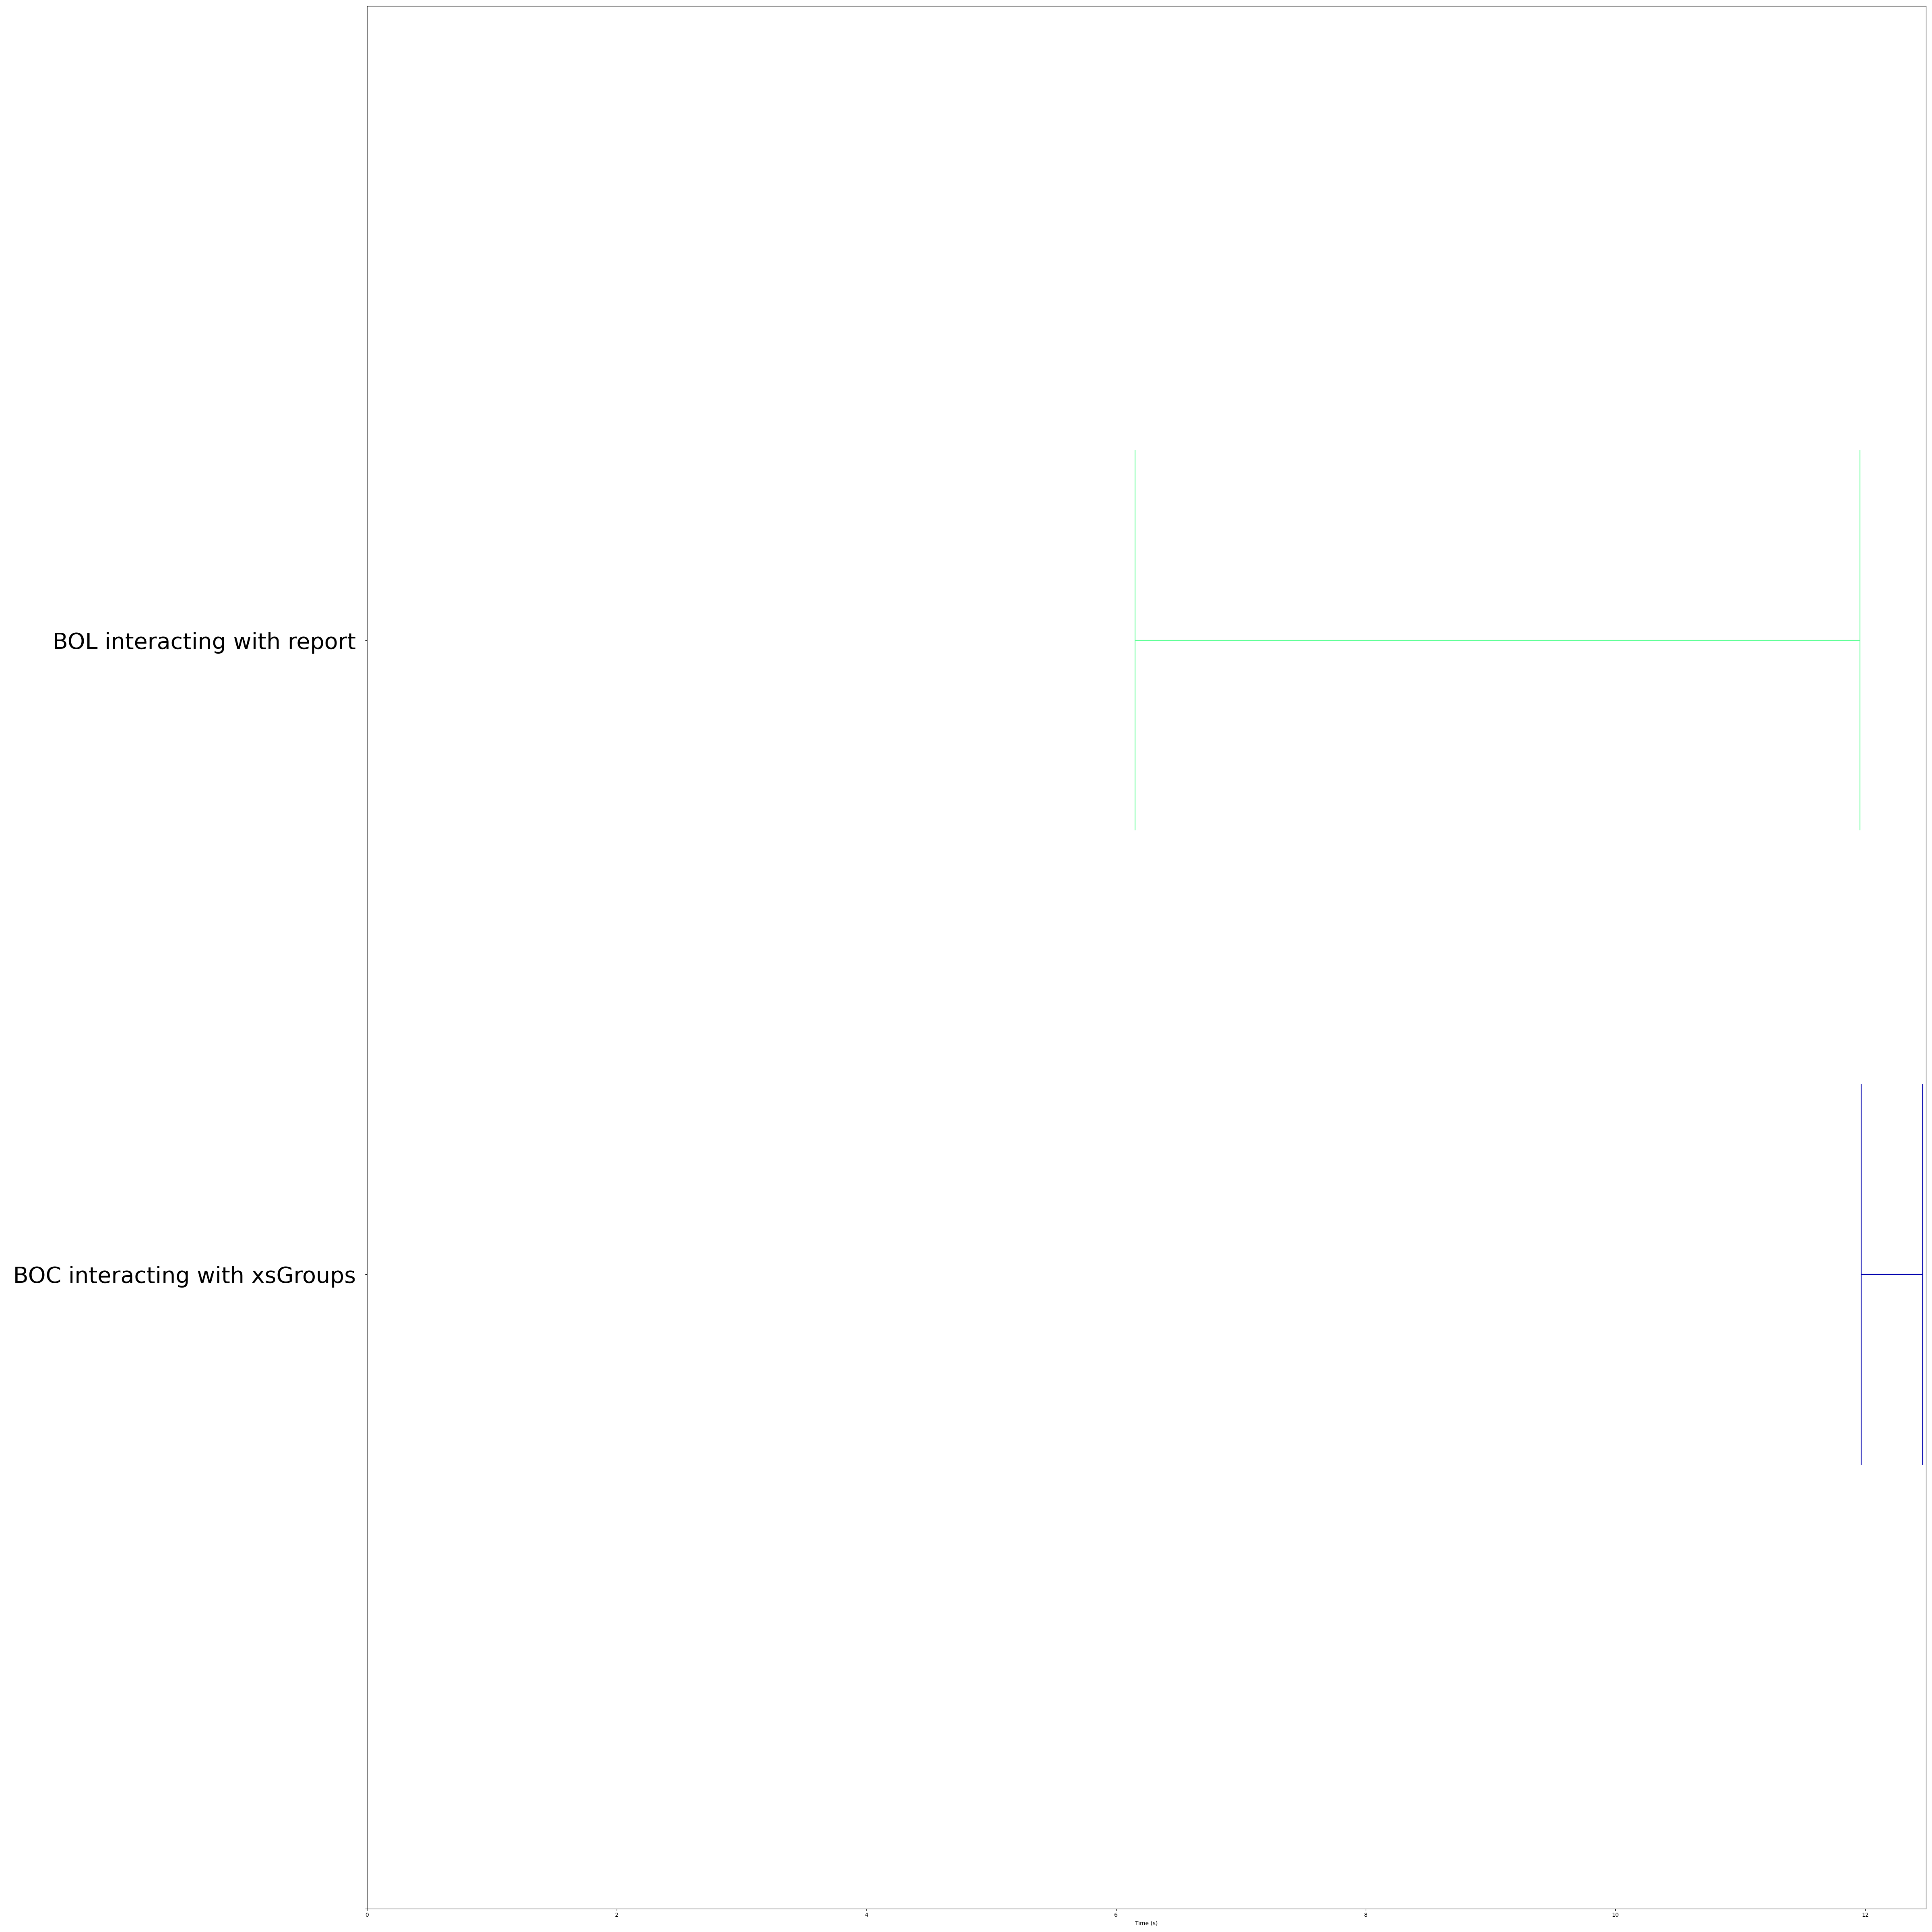 BOL interacting with report
BOC interacting with xsGroups
0 2 4 6 8 10 12
Time (s)